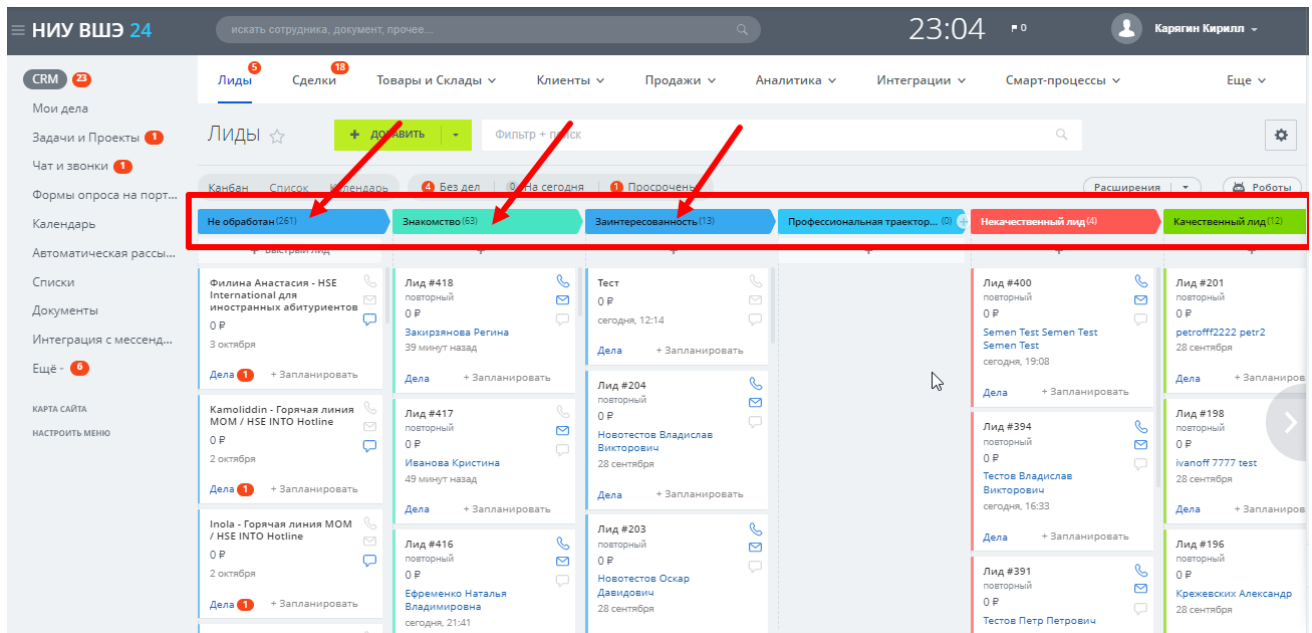 НИУ ВШЭ 24
искать сотрудника, документ, прочее...
23:04
0
Карягин Кирилл
CRM 23
Мои дела
Задачи и Проекты 1
Чат и звонки 1
Формы опроса на порт...
Календарь
Автоматическая рассы...
Списки
Документы
Интеграция с мессенд...
Ещё - 6
КАРТА САЙТА
НАСТРОИТЬ МЕНЮ
Лиды 5
Сделки 18
Товары и Склады
Клиенты
Продажи
Аналитика
Интеграции
Смарт-процессы
Еще
Лиды
+ ДОБАВИТЬ
Фильтр + поиск
Канбан
Список
Календарь
4 Без дел
0 На сегодня
1 Просрочены
Расширения
Роботы
Не обработан (261)
+ Быстрый лид
Филина Анастасия - HSE
International для
иностранных абитуриентов
0 ₽
3 октября
Дела 1 + Запланировать
Kamoliddin - Горячая линия
МОМ / HSE INTO Hotline
0 ₽
2 октября
Дела 1 + Запланировать
Inola - Горячая линия МОМ
/ HSE INTO Hotline
0 ₽
2 октября
Дела 1 + Запланировать
Знакомство (63)
+
Лид #418
повторный
0 ₽
Закирзянова Регина
39 минут назад
Дела + Запланировать
Лид #417
повторный
0 ₽
Иванова Кристина
49 минут назад
Дела + Запланировать
Лид #416
повторный
0 ₽
Ефременко Наталья
Владимировна
сегодня, 21:41
Заинтересованность (13)
+
Тест
0 ₽
сегодня, 12:14
Дела + Запланировать
Лид #204
повторный
0 ₽
Новотестов Владислав
Викторович
28 сентября
Дела + Запланировать
Лид #203
повторный
0 ₽
Новотестов Оскар
Давидович
28 сентября
Профессиональная траектор... (0) +
+
Некачественный лид (4)
+
Лид #400
повторный
0 ₽
Semen Test Semen Test
Semen Test
сегодня, 19:08
Дела + Запланировать
Лид #394
повторный
0 ₽
Тестов Владислав
Викторович
сегодня, 16:33
Дела + Запланировать
Лид #391
повторный
0 ₽
Тестов Петр Петрович
Качественный лид (12)
+
Лид #201
повторный
0 ₽
petrofff2222 petr2
28 сентября
Дела + Запланиров
Лид #198
повторный
0 ₽
ivanoff 7777 test
28 сентября
Дела + Запланиров
Лид #196
повторный
0 ₽
Крежевских Александр
28 сентября